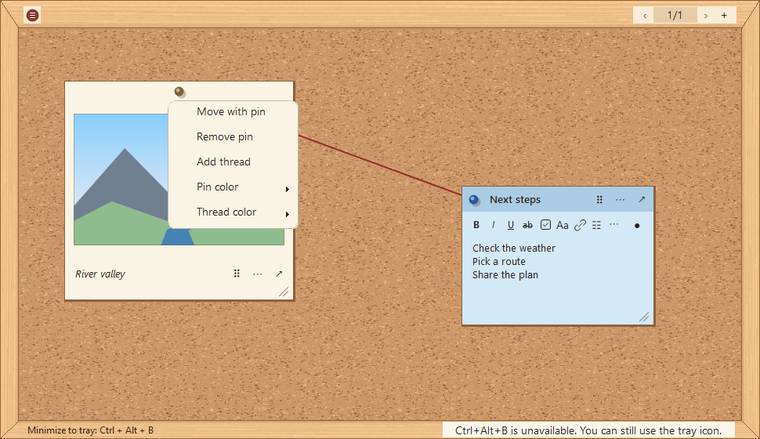 1/1
Move with pin
Remove pin
Add thread
Pin color
Thread color
River valley
Next steps
B I U ab Aa
Check the weather
Pick a route
Share the plan
Minimize to tray: Ctrl + Alt + B
Ctrl+Alt+B is unavailable. You can still use the tray icon.